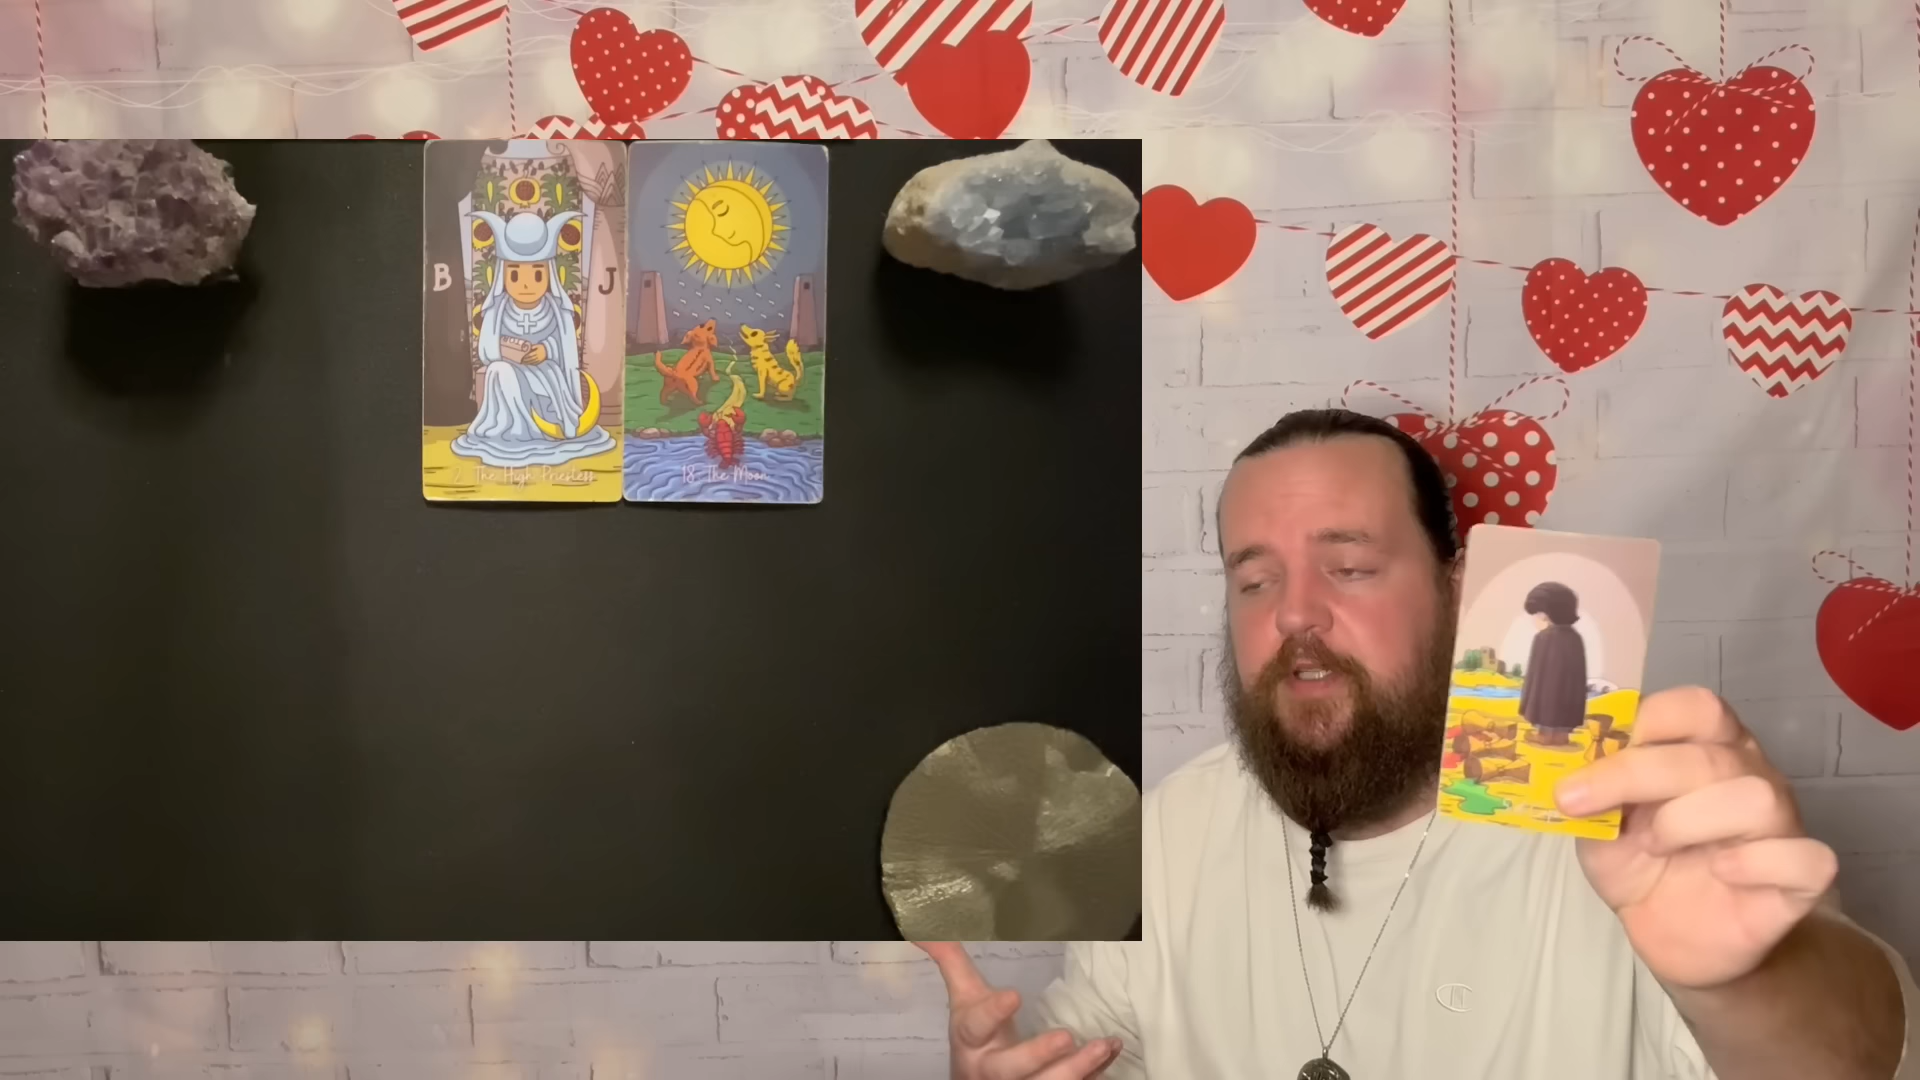 B
J
2. The High Priestess
18. The Moon